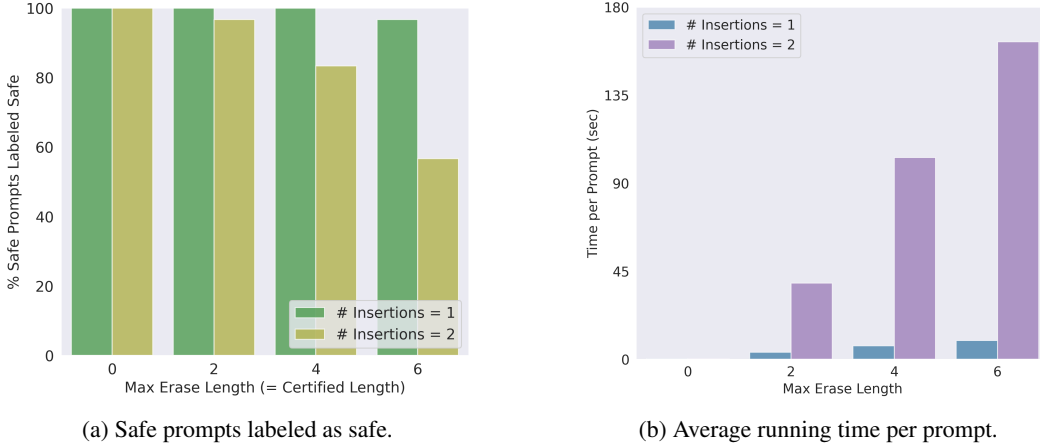 100
80
60
40
20
0
% Safe Prompts Labeled Safe
# Insertions = 1
# Insertions = 2
0 2 4 6
Max Erase Length (= Certified Length)
(a) Safe prompts labeled as safe.
180
135
90
45
0
Time per Prompt (sec)
# Insertions = 1
# Insertions = 2
0 2 4 6
Max Erase Length
(b) Average running time per prompt.